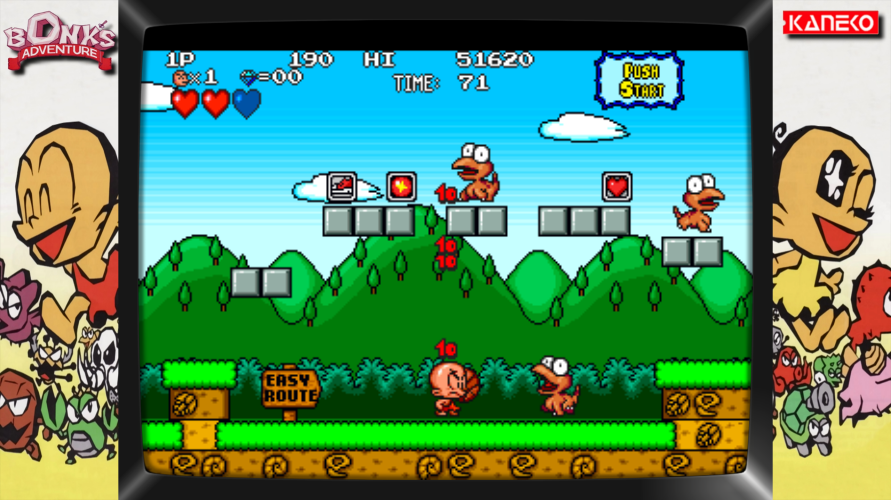 BONK'S
ADVENTURE
KANEKO
1P 190 HI 51620
×1 =00 TIME: 71
PUSH
START
10
10
10
10
EASY
ROUTE